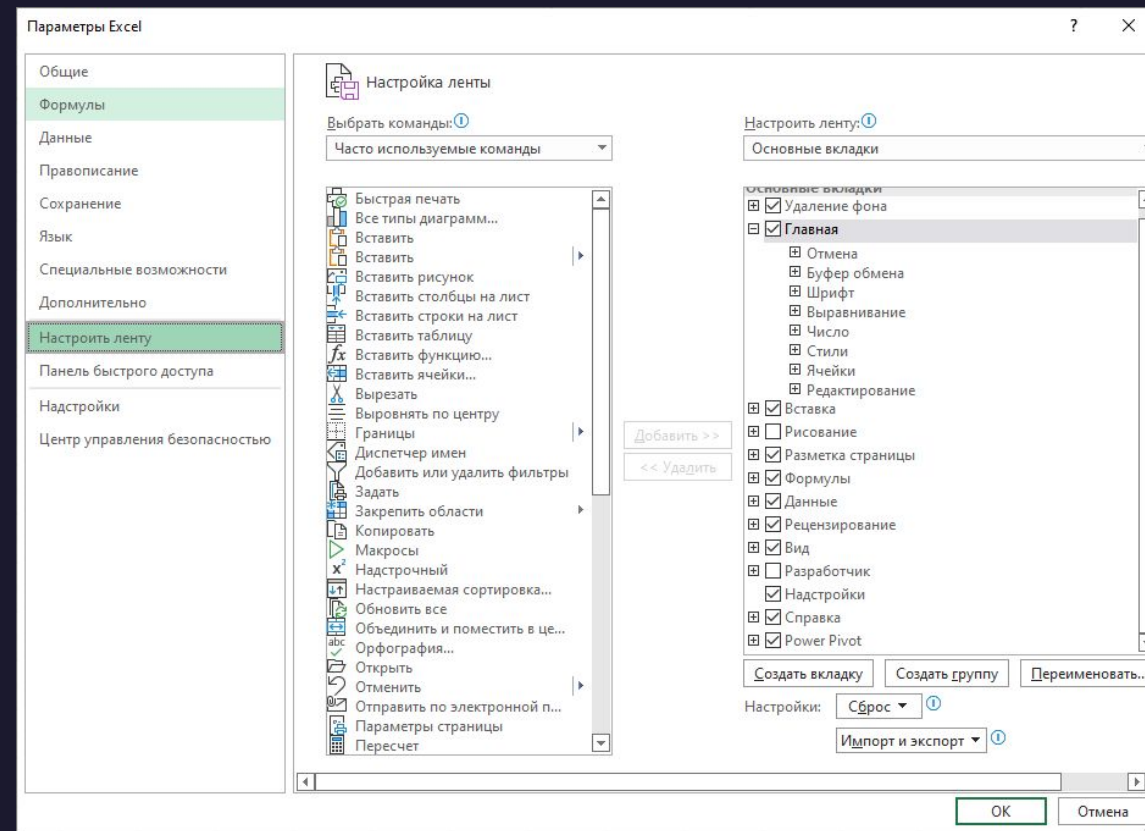 Параметры Excel
?
Общие
Формулы
Данные
Правописание
Сохранение
Язык
Специальные возможности
Дополнительно
Настроить ленту
Панель быстрого доступа
Надстройки
Центр управления безопасностью
Настройка ленты
Выбрать команды:
Часто используемые команды
Быстрая печать
Все типы диаграмм...
Вставить
Вставить
Вставить рисунок
Вставить столбцы на лист
Вставить строки на лист
Вставить таблицу
fx Вставить функцию...
Вставить ячейки...
Вырезать
Выровнять по центру
Границы
Диспетчер имен
Добавить или удалить фильтры
Задать
Закрепить области
Копировать
Макросы
x² Надстрочный
Настраиваемая сортировка...
Обновить все
Объединить и поместить в це...
abc Орфография...
Открыть
Отменить
Отправить по электронной п...
Параметры страницы
Пересчет
Добавить >>
<< Удалить
Настроить ленту:
Основные вкладки
Основные вкладки
Удаление фона
Главная
Отмена
Буфер обмена
Шрифт
Выравнивание
Число
Стили
Ячейки
Редактирование
Вставка
Рисование
Разметка страницы
Формулы
Данные
Рецензирование
Вид
Разработчик
Надстройки
Справка
Power Pivot
Создать вкладку
Создать группу
Переименовать...
Настройки:
Сброс
Импорт и экспорт
ОК
Отмена